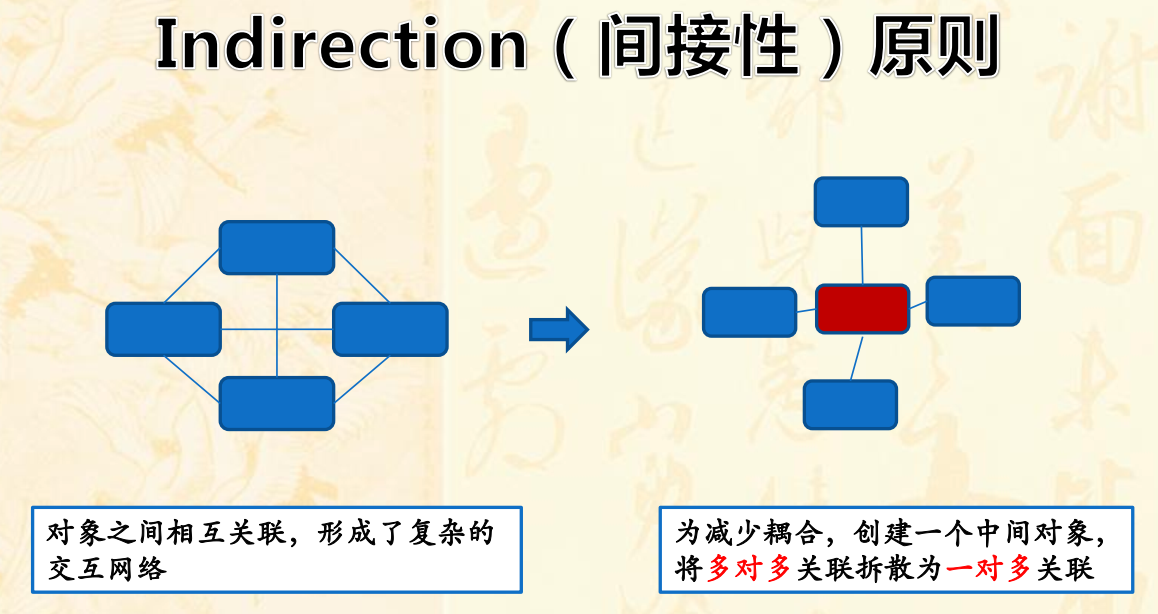 Indirection（间接性）原则
对象之间相互关联，形成了复杂的
交互网络
为减少耦合，创建一个中间对象，
将多对多关联拆散为一对多关联